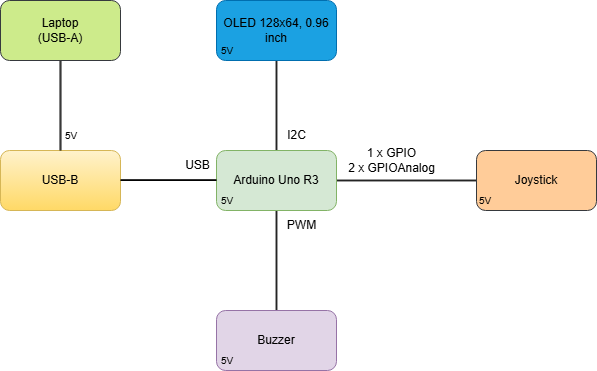 Laptop
(USB-A)
OLED 128x64, 0.96
inch
5V
5V
I2C
USB-B
USB
Arduino Uno R3
5V
1 x GPIO
2 x GPIOAnalog
Joystick
5V
PWM
Buzzer
5V